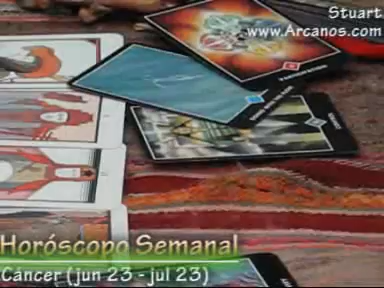 Stuart
www.Arcanos.com
Horóscopo Semanal
Cáncer (jun 23 - jul 23)